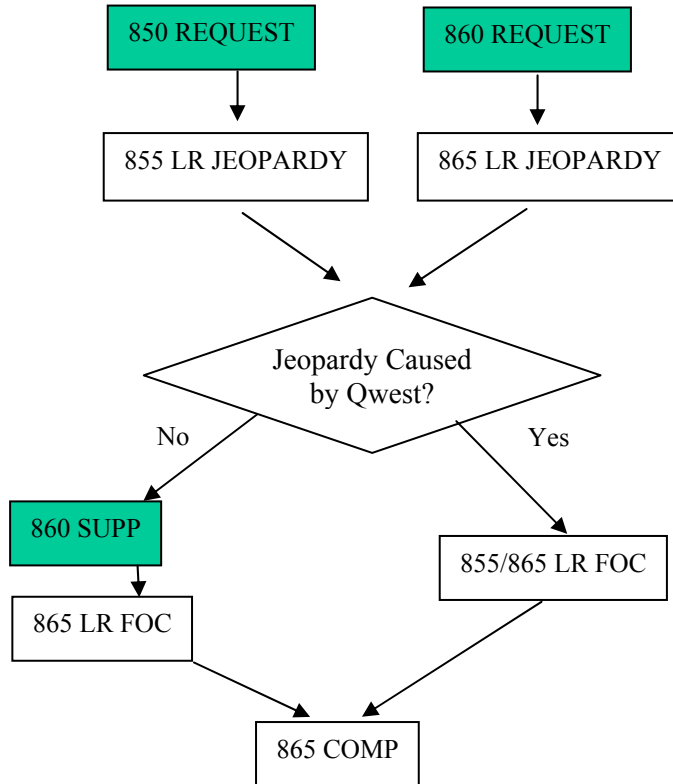 850 REQUEST
860 REQUEST
855 LR JEOPARDY
865 LR JEOPARDY
Jeopardy Caused
by Qwest?
No
Yes
860 SUPP
855/865 LR FOC
865 LR FOC
865 COMP